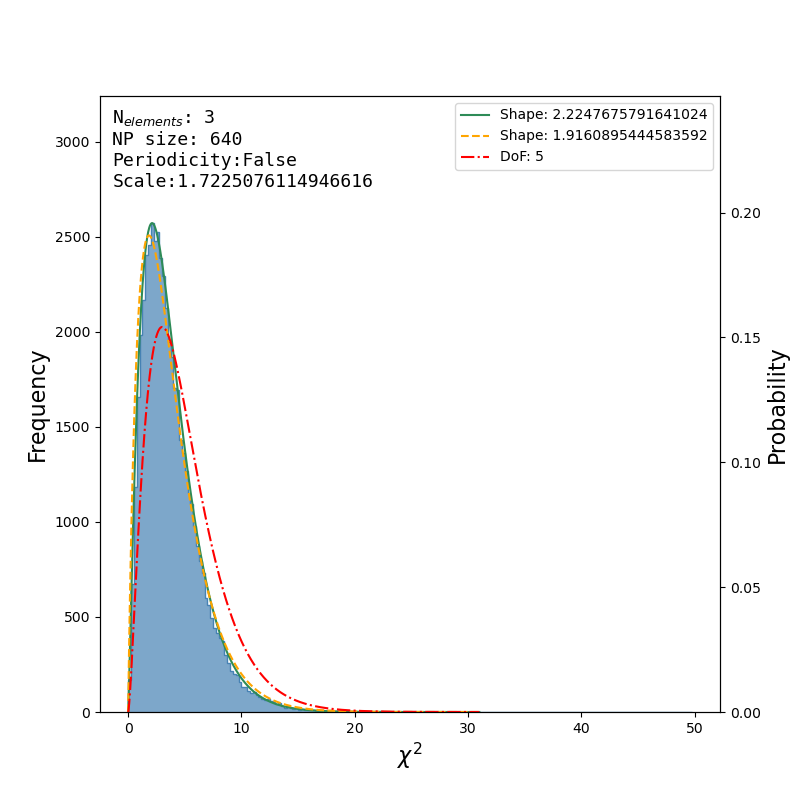 N_elements: 3
NP size: 640
Periodicity:False
Scale:1.7225076114946616
Shape: 2.2247675791641024
Shape: 1.9160895444583592
DoF: 5
3000
2500
2000
1500
1000
500
0
Frequency
0.20
0.15
0.10
0.05
0.00
Probability
0 10 20 30 40 50
χ²